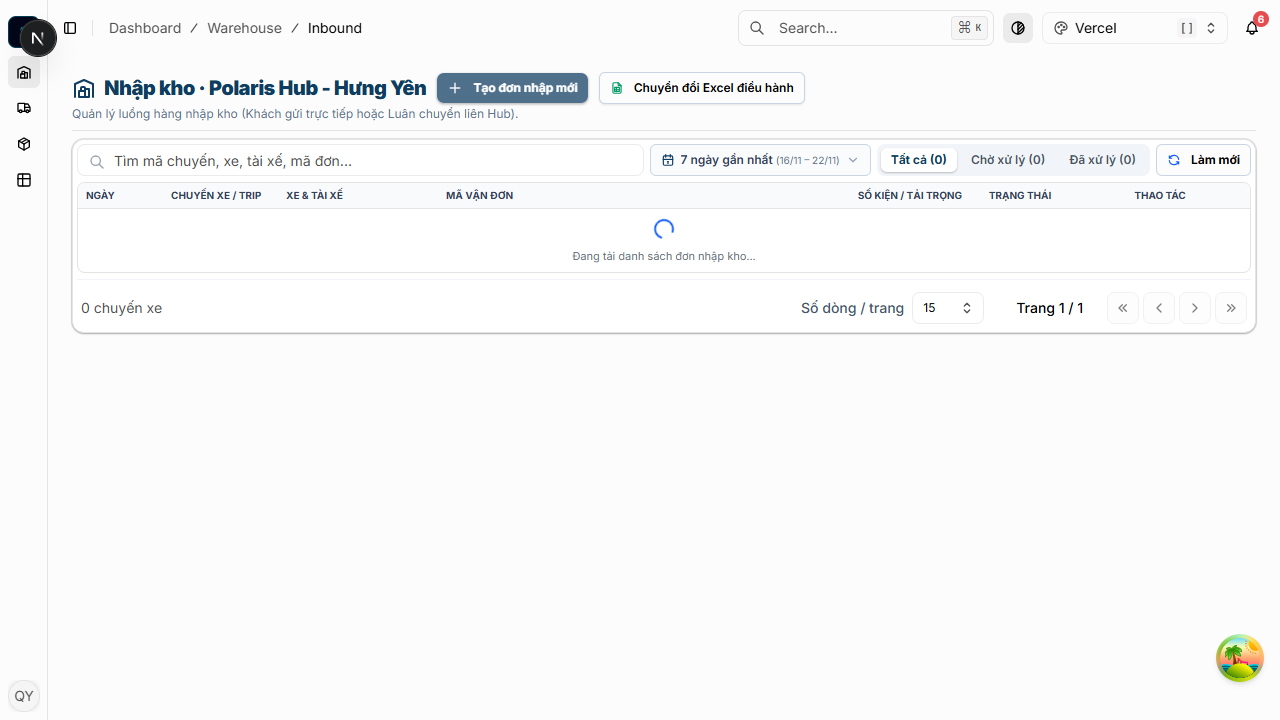 N
Dashboard / Warehouse / Inbound
Search...
⌘ K
Vercel
[ ]
6
Nhập kho · Polaris Hub - Hưng Yên
Tạo đơn nhập mới
Chuyển đổi Excel điều hành
Quản lý luồng hàng nhập kho (Khách gửi trực tiếp hoặc Luân chuyển liên Hub).
Tìm mã chuyến, xe, tài xế, mã đơn...
7 ngày gần nhất (16/11 – 22/11)
Tất cả (0)
Chờ xử lý (0)
Đã xử lý (0)
Làm mới
NGÀY
CHUYẾN XE / TRIP
XE & TÀI XẾ
MÃ VẬN ĐƠN
SỐ KIỆN / TẢI TRỌNG
TRẠNG THÁI
THAO TÁC
Đang tải danh sách đơn nhập kho...
0 chuyến xe
Số dòng / trang
15
Trang 1 / 1
QY